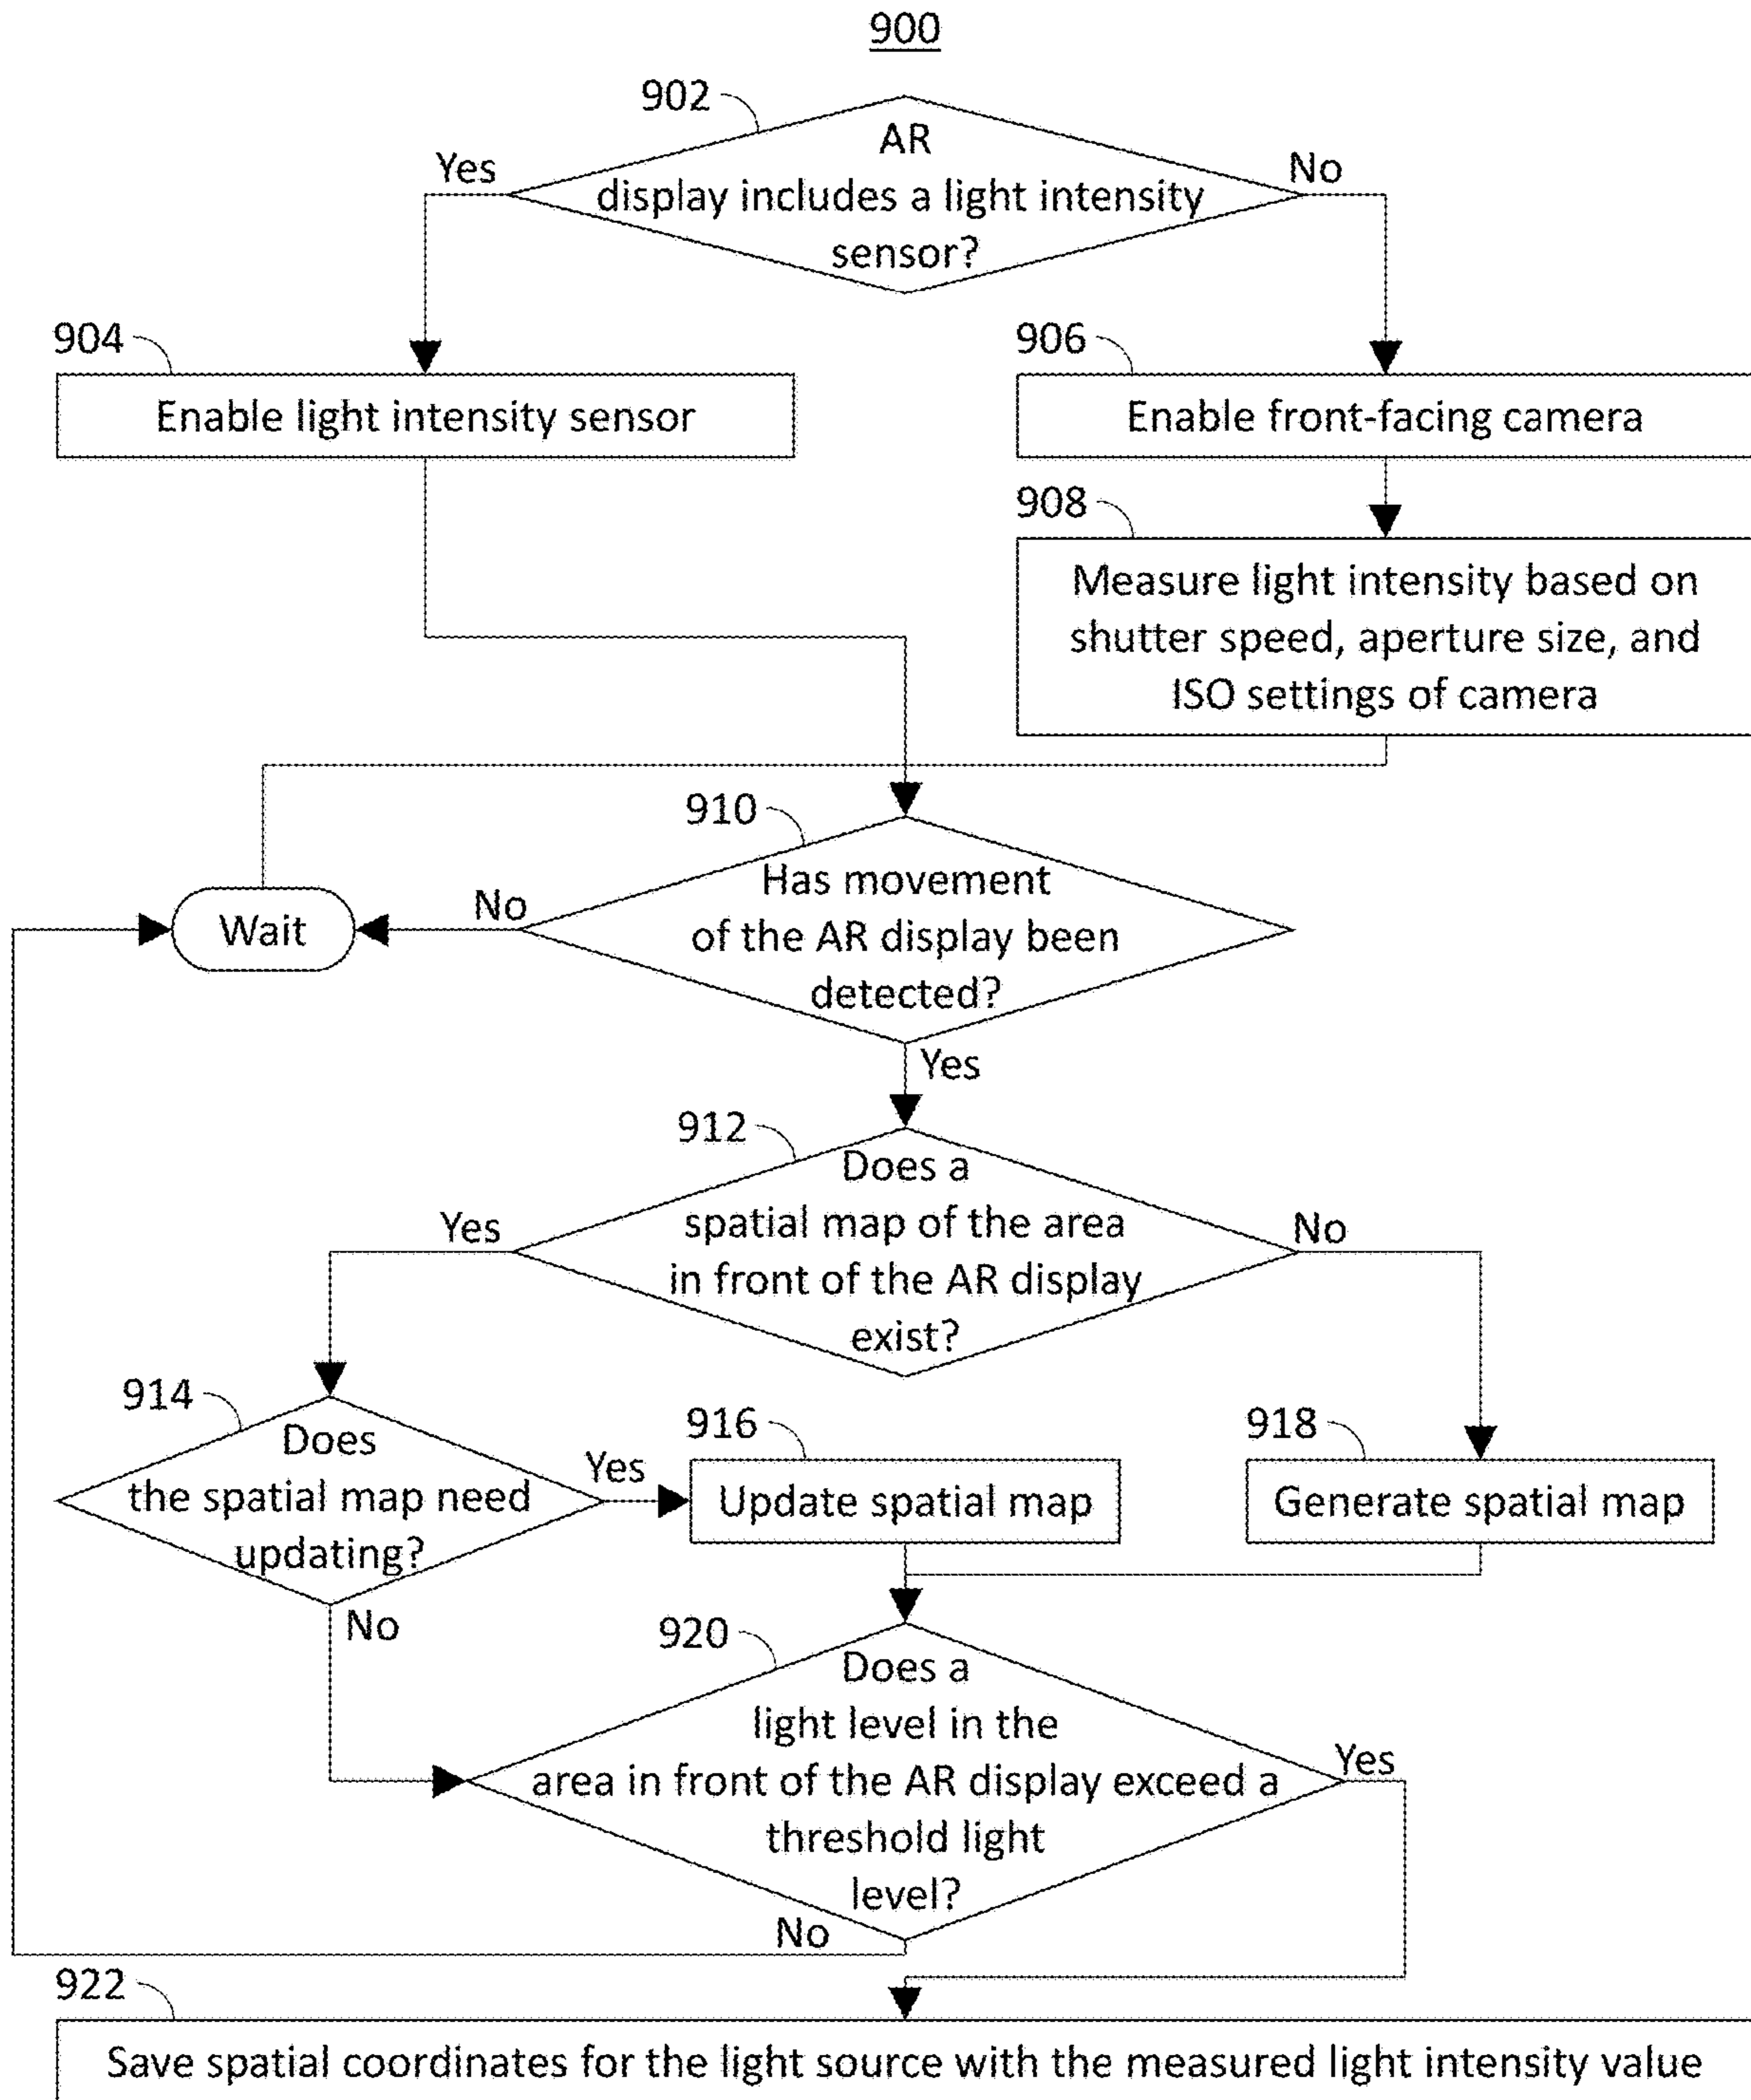 900
902
AR
display includes a light intensity
sensor?
Yes
No
904
Enable light intensity sensor
906
Enable front-facing camera
908
Measure light intensity based on
shutter speed, aperture size, and
ISO settings of camera
910
Has movement
of the AR display been
detected?
No
Wait
Yes
912
Does a
spatial map of the area
in front of the AR display
exist?
Yes
No
914
Does
the spatial map need
updating?
Yes
916
Update spatial map
918
Generate spatial map
No
920
Does a
light level in the
area in front of the AR display exceed a
threshold light
level?
Yes
No
922
Save spatial coordinates for the light source with the measured light intensity value